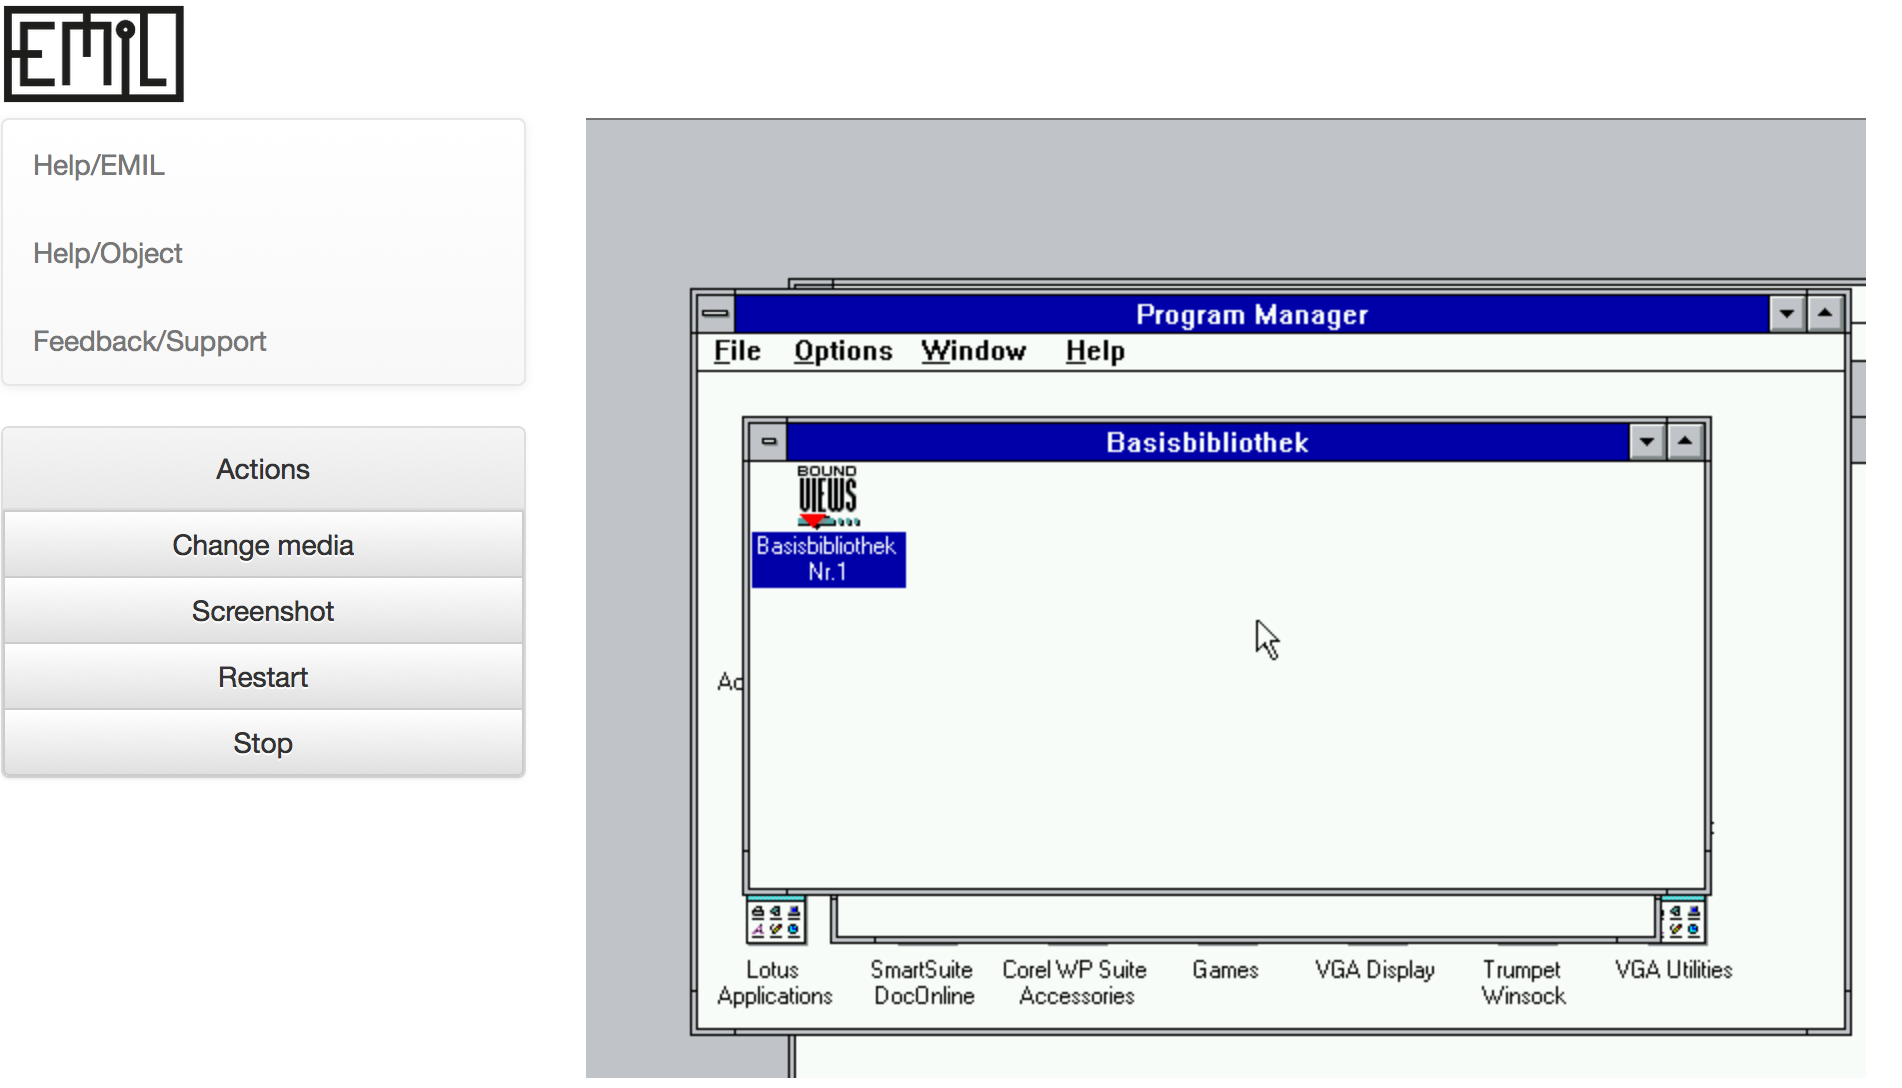 EMiL
Help/EMIL
Help/Object
Feedback/Support
Actions
Change media
Screenshot
Restart
Stop
Program Manager
File Options Window Help
Basisbibliothek
BOUND
VIEWS
Basisbibliothek
Nr.1
Ac
Lotus
Applications
SmartSuite
DocOnline
Corel WP Suite
Accessories
Games
VGA Display
Trumpet
Winsock
VGA Utilities